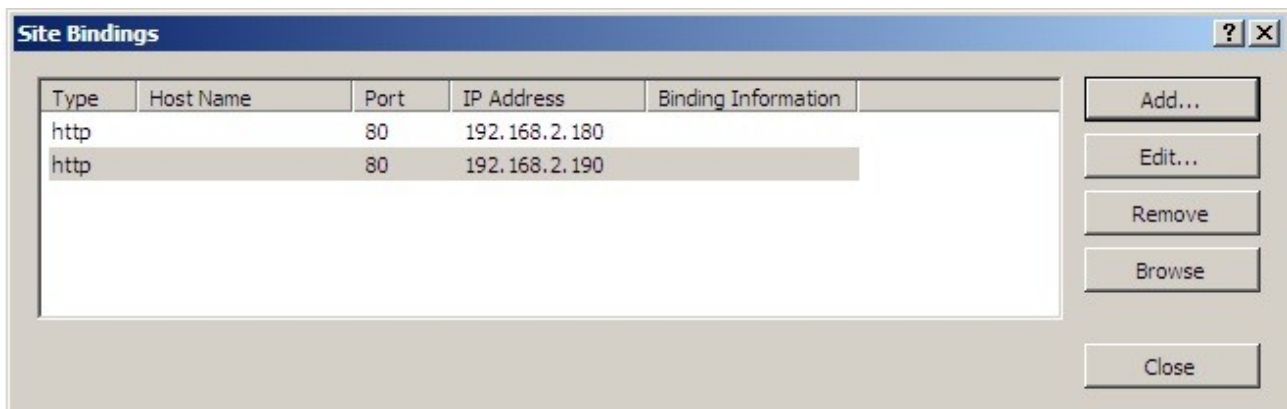 Site Bindings
Type Host Name Port IP Address Binding Information
http 80 192.168.2.180
http 80 192.168.2.190
Add...
Edit...
Remove
Browse
Close